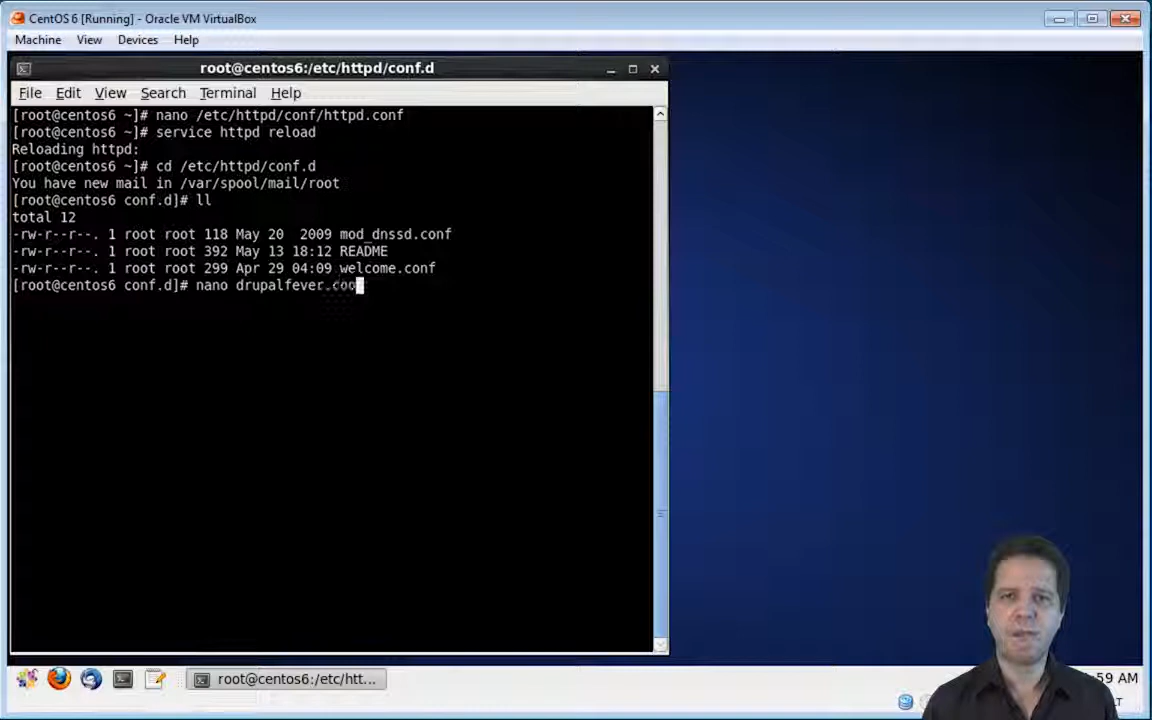 CentOS 6 [Running] - Oracle VM VirtualBox
Machine View Devices Help
root@centos6:/etc/httpd/conf.d
File Edit View Search Terminal Help
[root@centos6 ~]# nano /etc/httpd/conf/httpd.conf
[root@centos6 ~]# service httpd reload
Reloading httpd:
[root@centos6 ~]# cd /etc/httpd/conf.d
You have new mail in /var/spool/mail/root
[root@centos6 conf.d]# ll
total 12
-rw-r--r--. 1 root root 118 May 20  2009 mod_dnssd.conf
-rw-r--r--. 1 root root 392 May 13 18:12 README
-rw-r--r--. 1 root root 299 Apr 29 04:09 welcome.conf
[root@centos6 conf.d]# nano drupalfever.coo
root@centos6:/etc/htt...
:59 AM